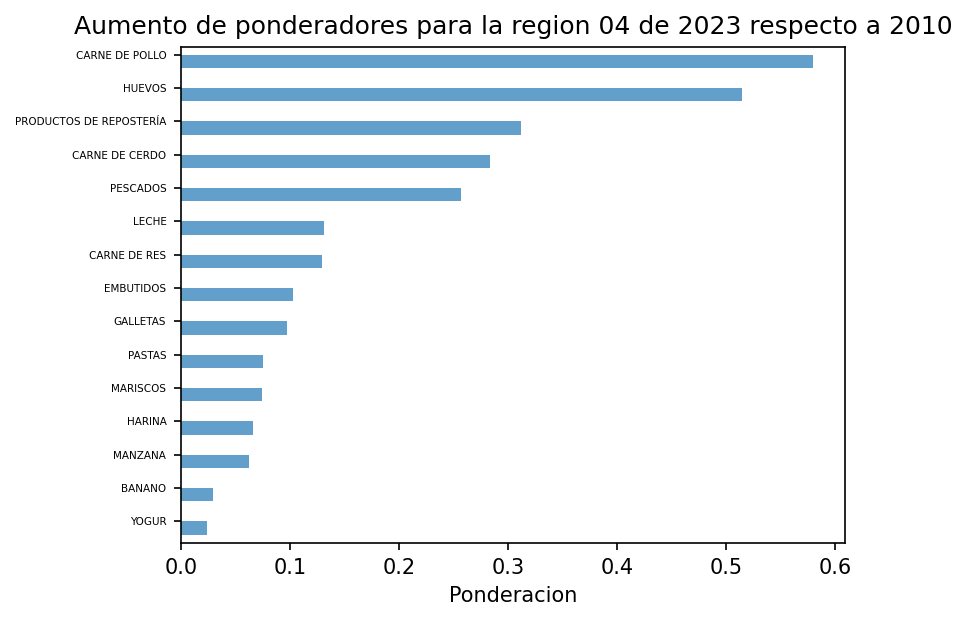 Aumento de ponderadores para la region 04 de 2023 respecto a 2010
CARNE DE POLLO
HUEVOS
PRODUCTOS DE REPOSTERÍA
CARNE DE CERDO
PESCADOS
LECHE
CARNE DE RES
EMBUTIDOS
GALLETAS
PASTAS
MARISCOS
HARINA
MANZANA
BANANO
YOGUR
0.0 0.1 0.2 0.3 0.4 0.5 0.6
Ponderacion